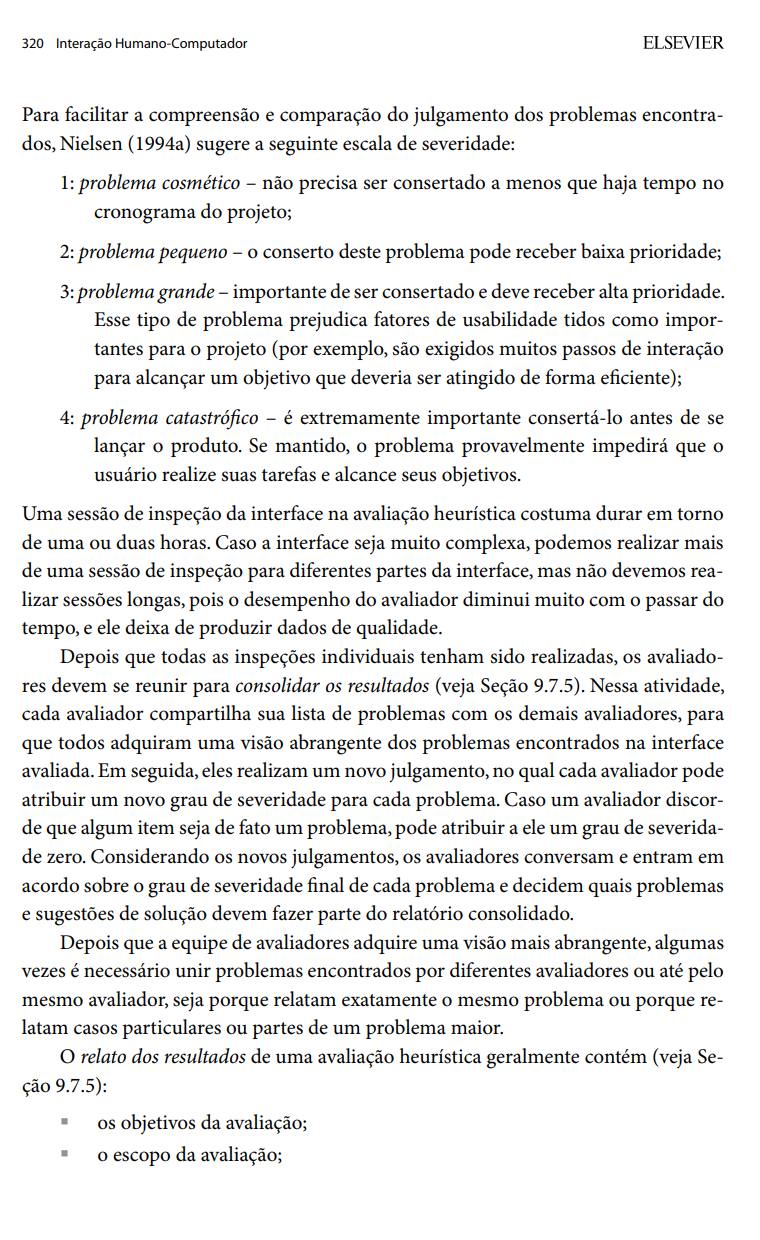 320 Interação Humano-Computador ELSEVIER
Para facilitar a compreensão e comparação do julgamento dos problemas encontra-
dos, Nielsen (1994a) sugere a seguinte escala de severidade:
1: problema cosmético – não precisa ser consertado a menos que haja tempo no
cronograma do projeto;
2: problema pequeno – o conserto deste problema pode receber baixa prioridade;
3: problema grande – importante de ser consertado e deve receber alta prioridade.
Esse tipo de problema prejudica fatores de usabilidade tidos como impor-
tantes para o projeto (por exemplo, são exigidos muitos passos de interação
para alcançar um objetivo que deveria ser atingido de forma eficiente);
4: problema catastrófico – é extremamente importante consertá-lo antes de se
lançar o produto. Se mantido, o problema provavelmente impedirá que o
usuário realize suas tarefas e alcance seus objetivos.
Uma sessão de inspeção da interface na avaliação heurística costuma durar em torno
de uma ou duas horas. Caso a interface seja muito complexa, podemos realizar mais
de uma sessão de inspeção para diferentes partes da interface, mas não devemos rea-
lizar sessões longas, pois o desempenho do avaliador diminui muito com o passar do
tempo, e ele deixa de produzir dados de qualidade.
Depois que todas as inspeções individuais tenham sido realizadas, os avaliado-
res devem se reunir para consolidar os resultados (veja Seção 9.7.5). Nessa atividade,
cada avaliador compartilha sua lista de problemas com os demais avaliadores, para
que todos adquiram uma visão abrangente dos problemas encontrados na interface
avaliada. Em seguida, eles realizam um novo julgamento, no qual cada avaliador pode
atribuir um novo grau de severidade para cada problema. Caso um avaliador discor-
de que algum item seja de fato um problema, pode atribuir a ele um grau de severida-
de zero. Considerando os novos julgamentos, os avaliadores conversam e entram em
acordo sobre o grau de severidade final de cada problema e decidem quais problemas
e sugestões de solução devem fazer parte do relatório consolidado.
Depois que a equipe de avaliadores adquire uma visão mais abrangente, algumas
vezes é necessário unir problemas encontrados por diferentes avaliadores ou até pelo
mesmo avaliador, seja porque relatam exatamente o mesmo problema ou porque re-
latam casos particulares ou partes de um problema maior.
O relato dos resultados de uma avaliação heurística geralmente contém (veja Se-
ção 9.7.5):
▪ os objetivos da avaliação;
▪ o escopo da avaliação;